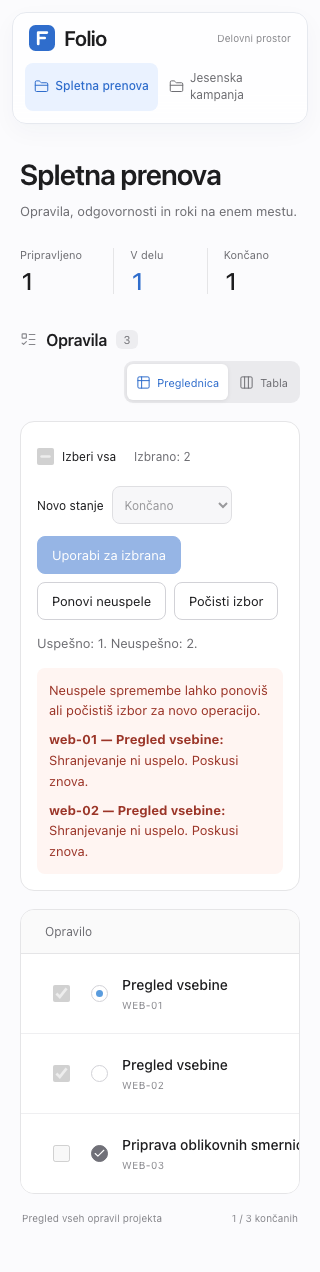 Folio
Delovni prostor
Spletna prenova
Jesenska
kampanja
Spletna prenova
Opravila, odgovornosti in roki na enem mestu.
Pripravljeno
V delu
Končano
1
1
1
Opravila
3
Preglednica
Tabla
Izberi vsa
Izbrano: 2
Novo stanje
Končano
Uporabi za izbrana
Ponovi neuspele
Počisti izbor
Uspešno: 1. Neuspešno: 2.
Neuspele spremembe lahko ponoviš
ali počistiš izbor za novo operacijo.
web-01 — Pregled vsebine:
Shranjevanje ni uspelo. Poskusi
znova.
web-02 — Pregled vsebine:
Shranjevanje ni uspelo. Poskusi
znova.
Opravilo
Pregled vsebine
WEB-01
Pregled vsebine
WEB-02
Priprava oblikovnih
WEB-03
Pregled vseh opravil projekta
1 / 3 končanih